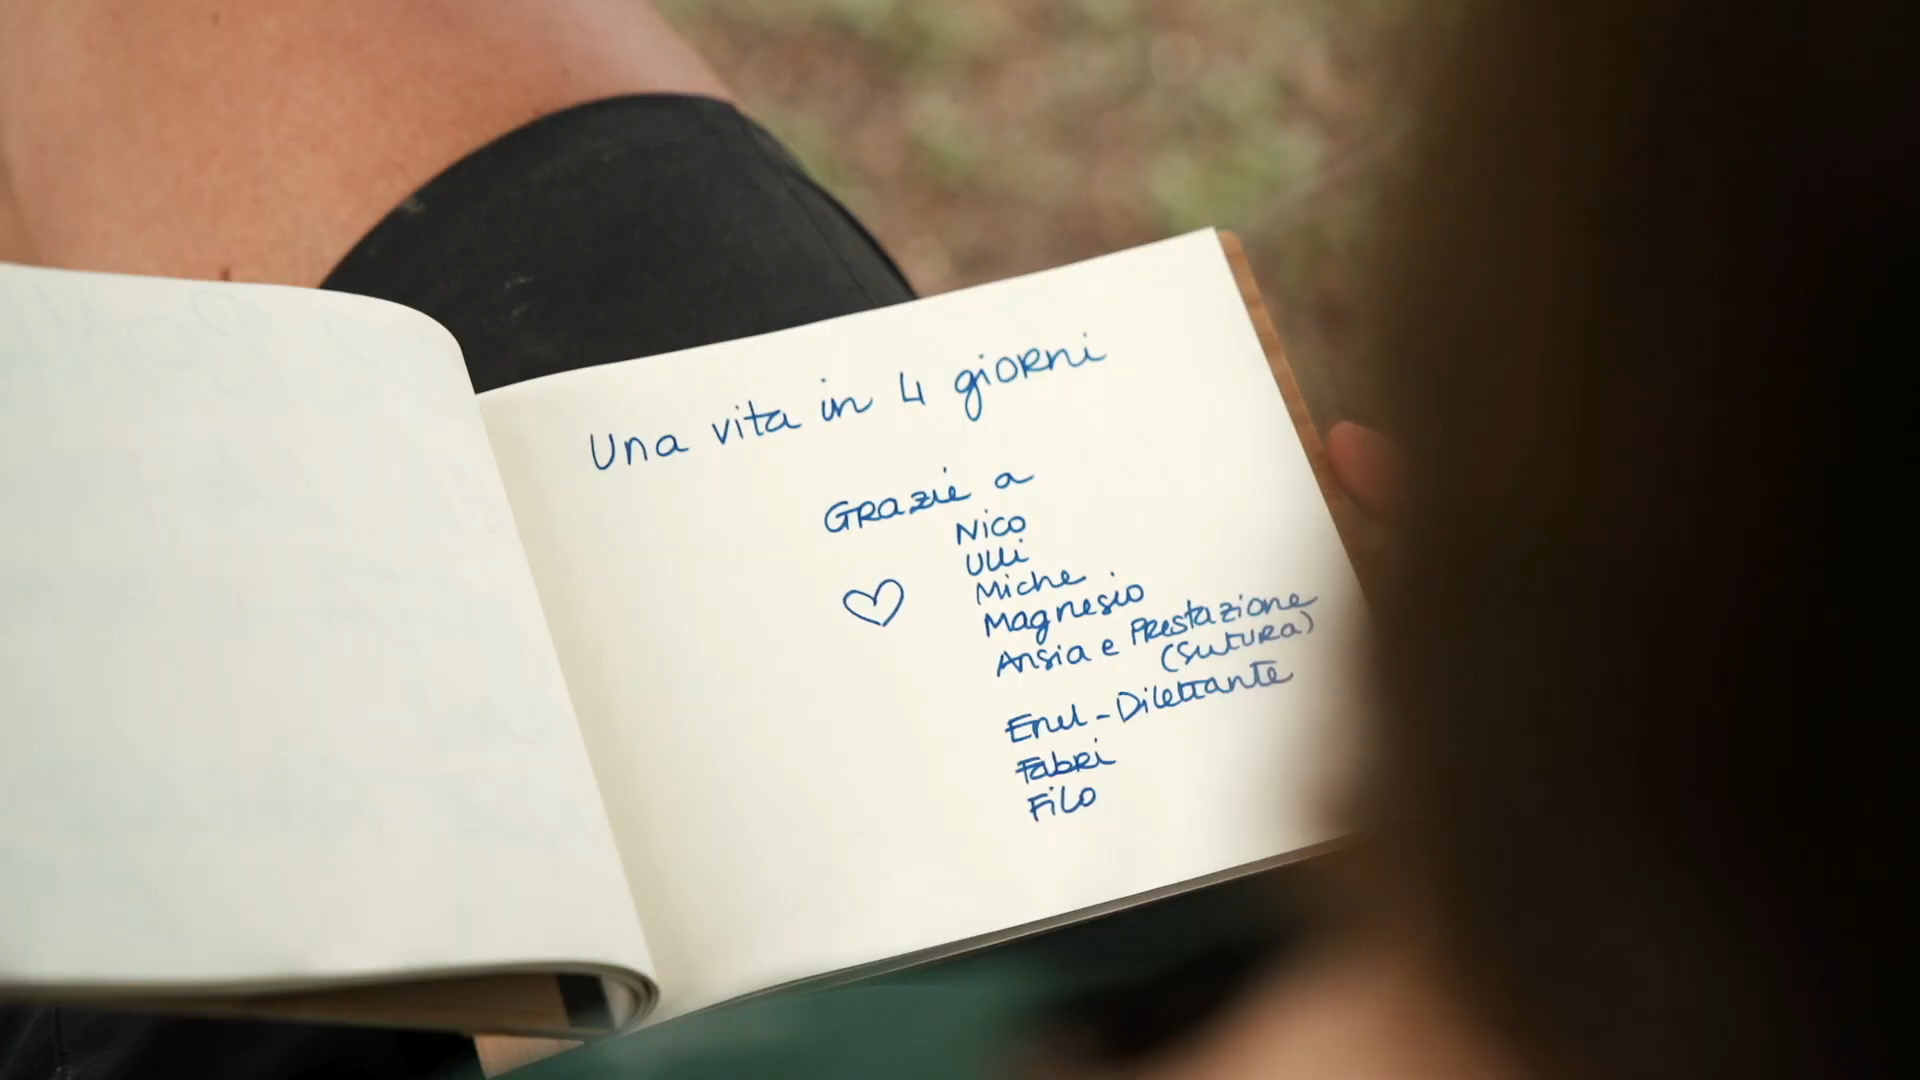 Una vita in 4 giorni
Grazie a
Nico
Ulli
Miche
Magnesio
Ansia e Prestazione
(Sutura)
Enel-Dilettante
Fabri
Filo